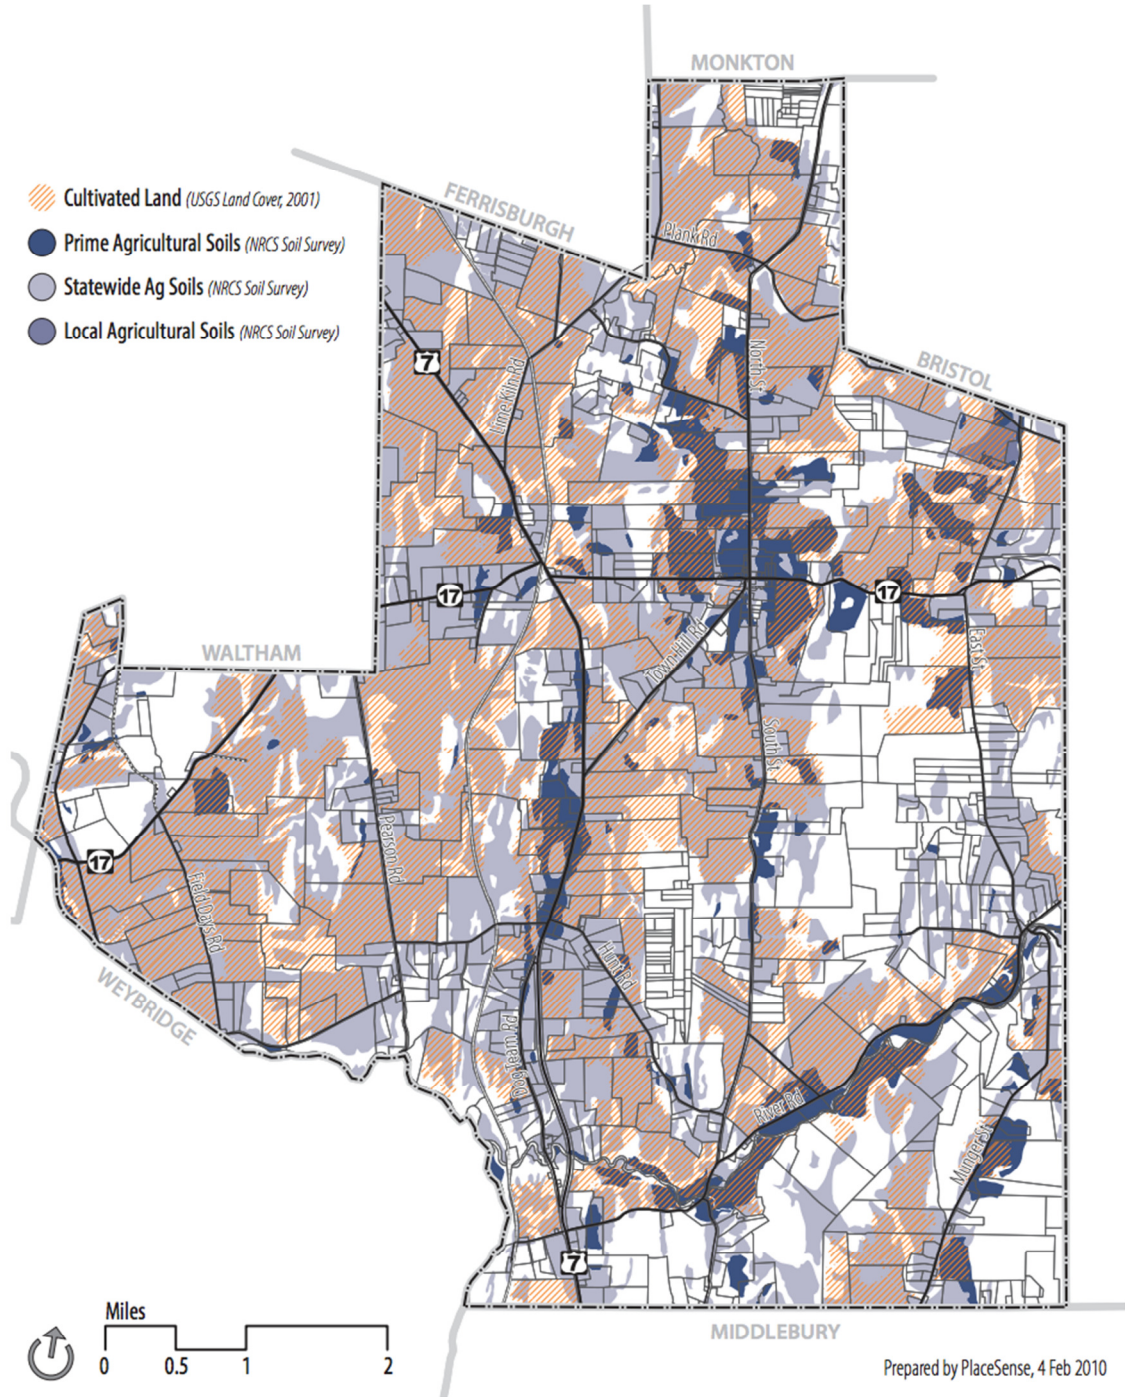 MONKTON
FERRISBURGH
Cultivated Land (USGS Land Cover, 2001)
Prime Agricultural Soils (NRCS Soil Survey)
Statewide Ag Soils (NRCS Soil Survey)
Local Agricultural Soils (NRCS Soil Survey)
Plank Rd
BRISTOL
7
North St
Lime Kiln Rd
17
17
WALTHAM
Town Hill Rd
East St
South St
Pearson Rd
17
Field Days Rd
WEYBRIDGE
Hunt Rd
Dog Team Rd
River Rd
Munger St
7
MIDDLEBURY
Miles
0 0.5 1 2
Prepared by PlaceSense, 4 Feb 2010